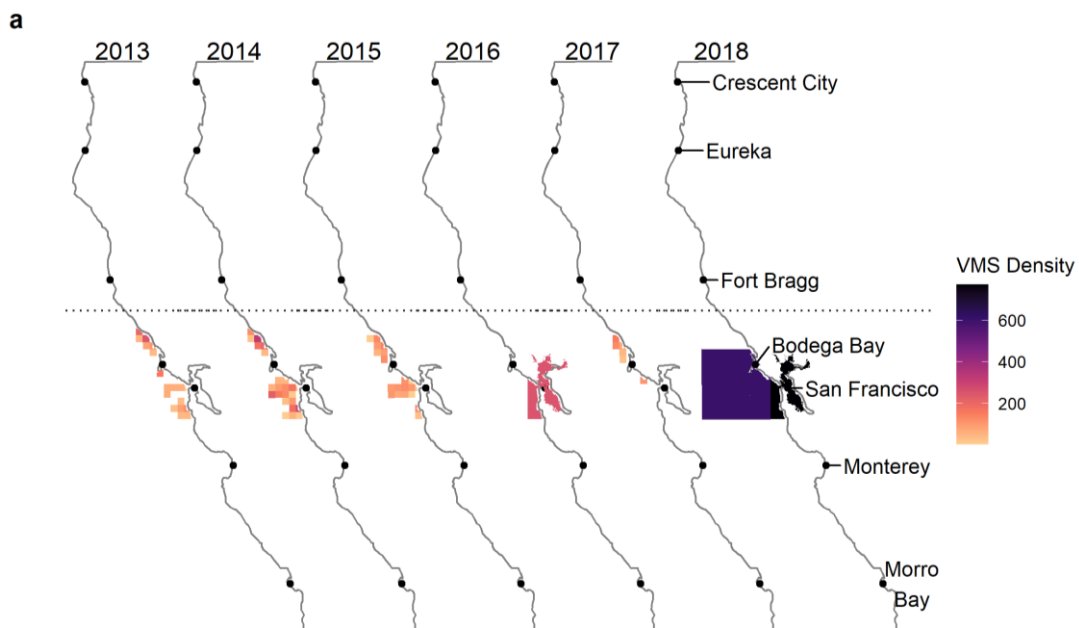 a
2013 2014 2015 2016 2017 2018
Crescent City
Eureka
Fort Bragg
VMS Density
600
400
200
Bodega Bay
San Francisco
Monterey
Morro
Bay